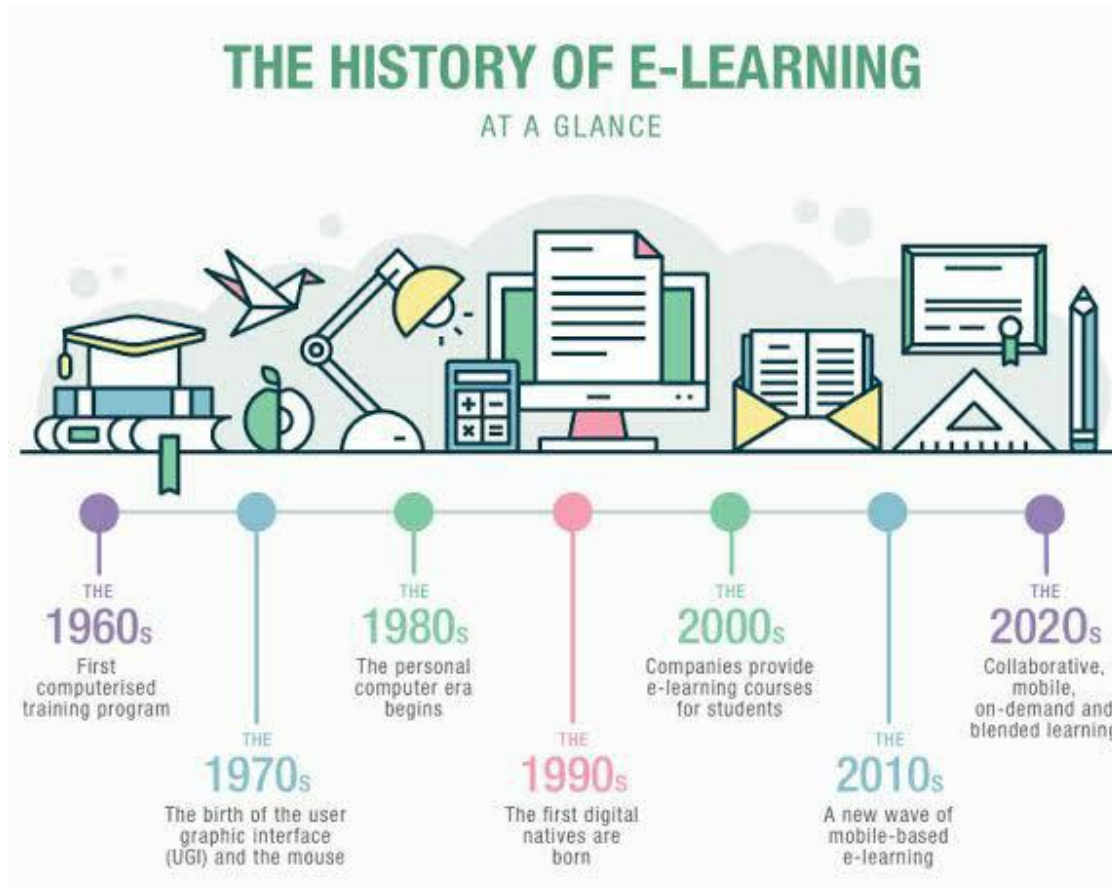 THE HISTORY OF E-LEARNING
AT A GLANCE
+ −
× =
THE
1960s
First
computerised
training program
THE
1970s
The birth of the user
graphic interface
(UGI) and the mouse
THE
1980s
The personal
computer era
begins
THE
1990s
The first digital
natives are
born
THE
2000s
Companies provide
e-learning courses
for students
THE
2010s
A new wave of
mobile-based
e-learning
THE
2020s
Collaborative,
mobile,
on-demand and
blended learning